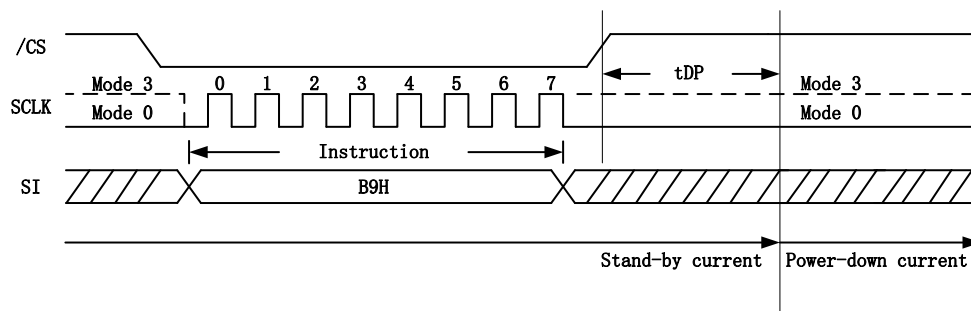 /CS
tDP
Mode 3 0 1 2 3 4 5 6 7 Mode 3
SCLK
Mode 0 Mode 0
Instruction
SI B9H
Stand-by current Power-down current